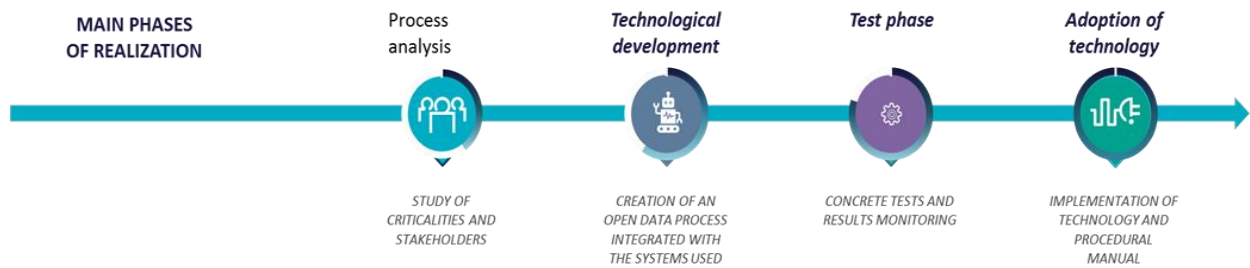 MAIN PHASES
OF REALIZATION
Process
analysis
Technological
development
Test phase
Adoption of
technology
STUDY OF
CRITICALITIES AND
STAKEHOLDERS
CREATION OF AN
OPEN DATA PROCESS
INTEGRATED WITH
THE SYSTEMS USED
CONCRETE TESTS AND
RESULTS MONITORING
IMPLEMENTATION OF
TECHNOLOGY AND
PROCEDURAL
MANUAL